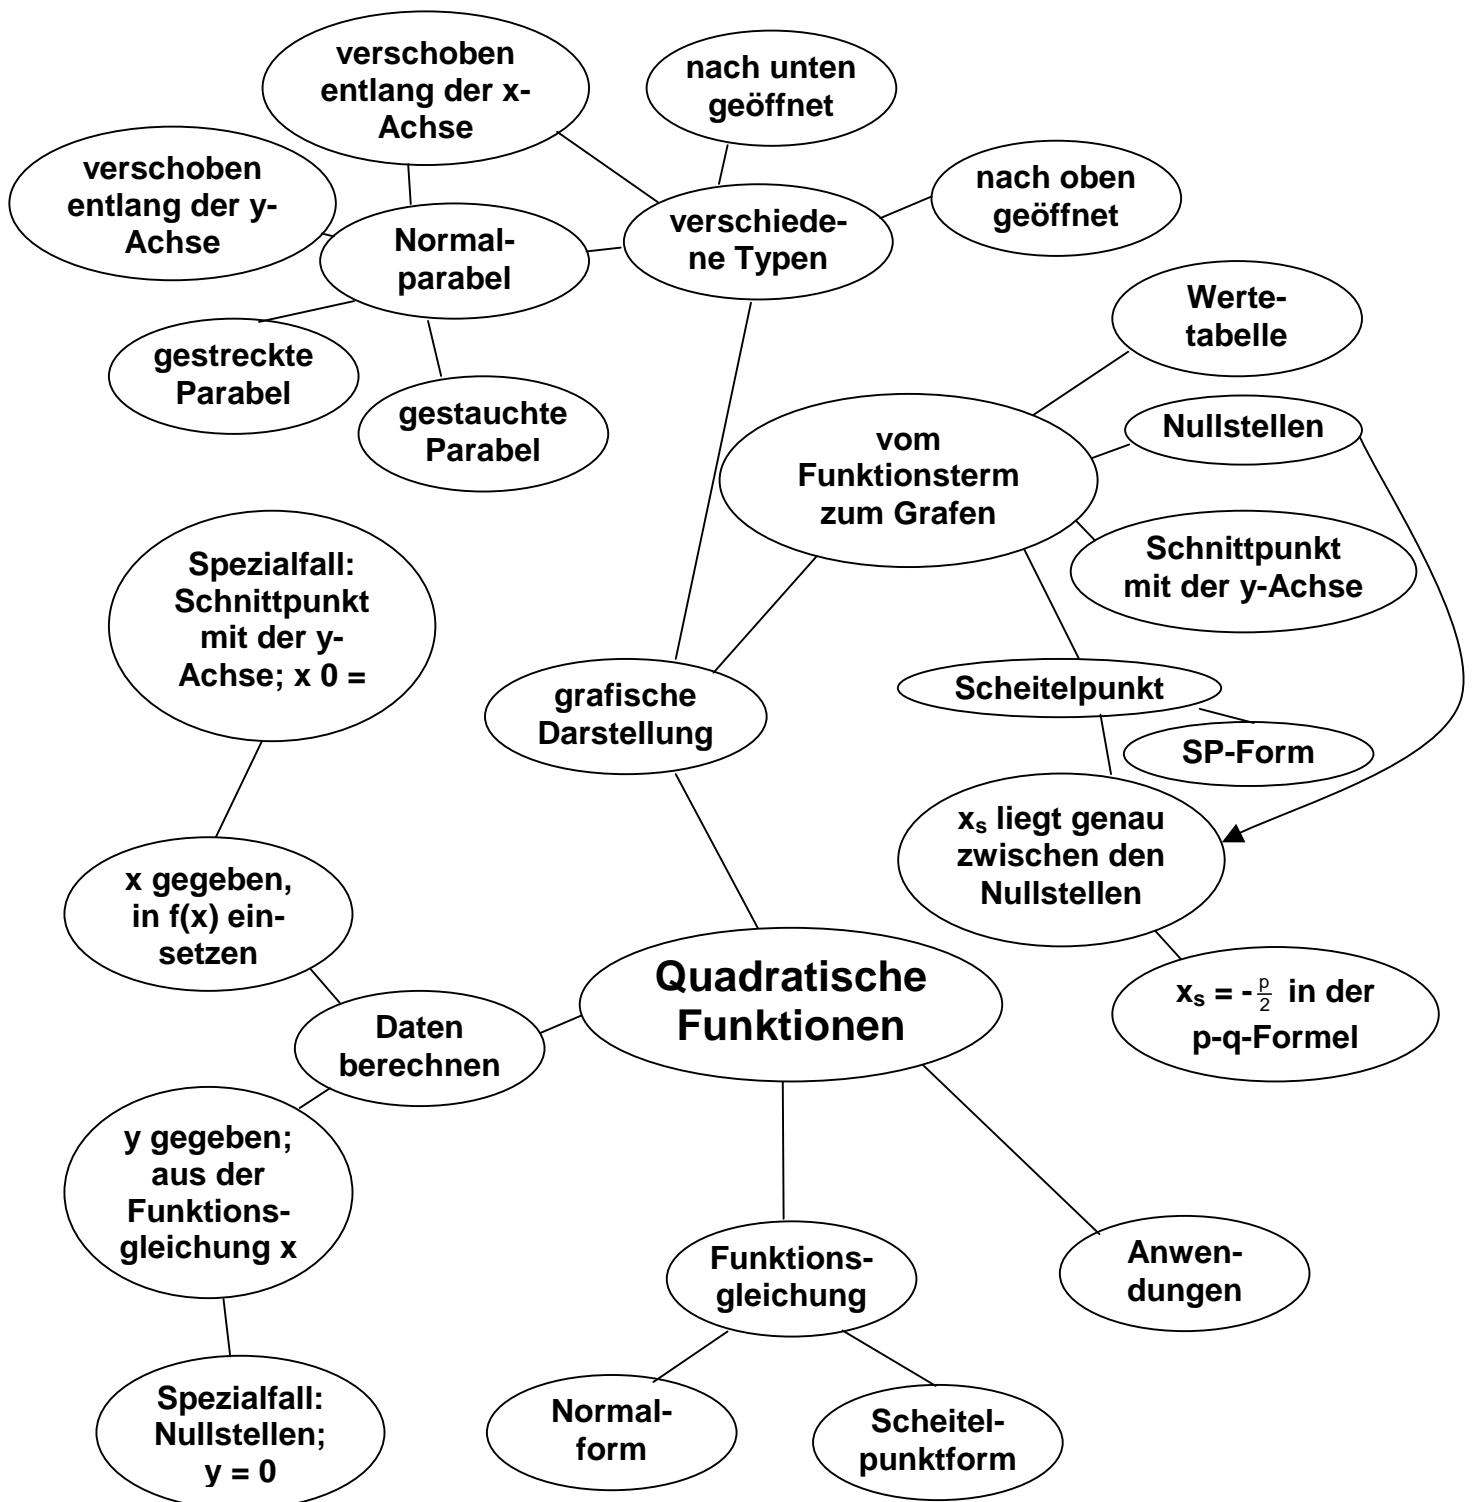 verschoben
entlang der x-
Achse
nach unten
geöffnet
verschoben
entlang der y-
Achse
nach oben
geöffnet
verschiede-
ne Typen
Normal-
parabel
Werte-
tabelle
gestreckte
Parabel
gestauchte
Parabel
Nullstellen
vom
Funktionsterm
zum Grafen
Schnittpunkt
mit der y-Achse
Spezialfall:
Schnittpunkt
mit der y-
Achse; x 0 =
grafische
Darstellung
Scheitelpunkt
SP-Form
xₛ liegt genau
zwischen den
Nullstellen
x gegeben,
in f(x) ein-
setzen
Quadratische
Funktionen
xₛ = -p/2 in der
p-q-Formel
Daten
berechnen
y gegeben;
aus der
Funktions-
gleichung x
Funktions-
gleichung
Anwen-
dungen
Spezialfall:
Nullstellen;
y = 0
Normal-
form
Scheitel-
punktform